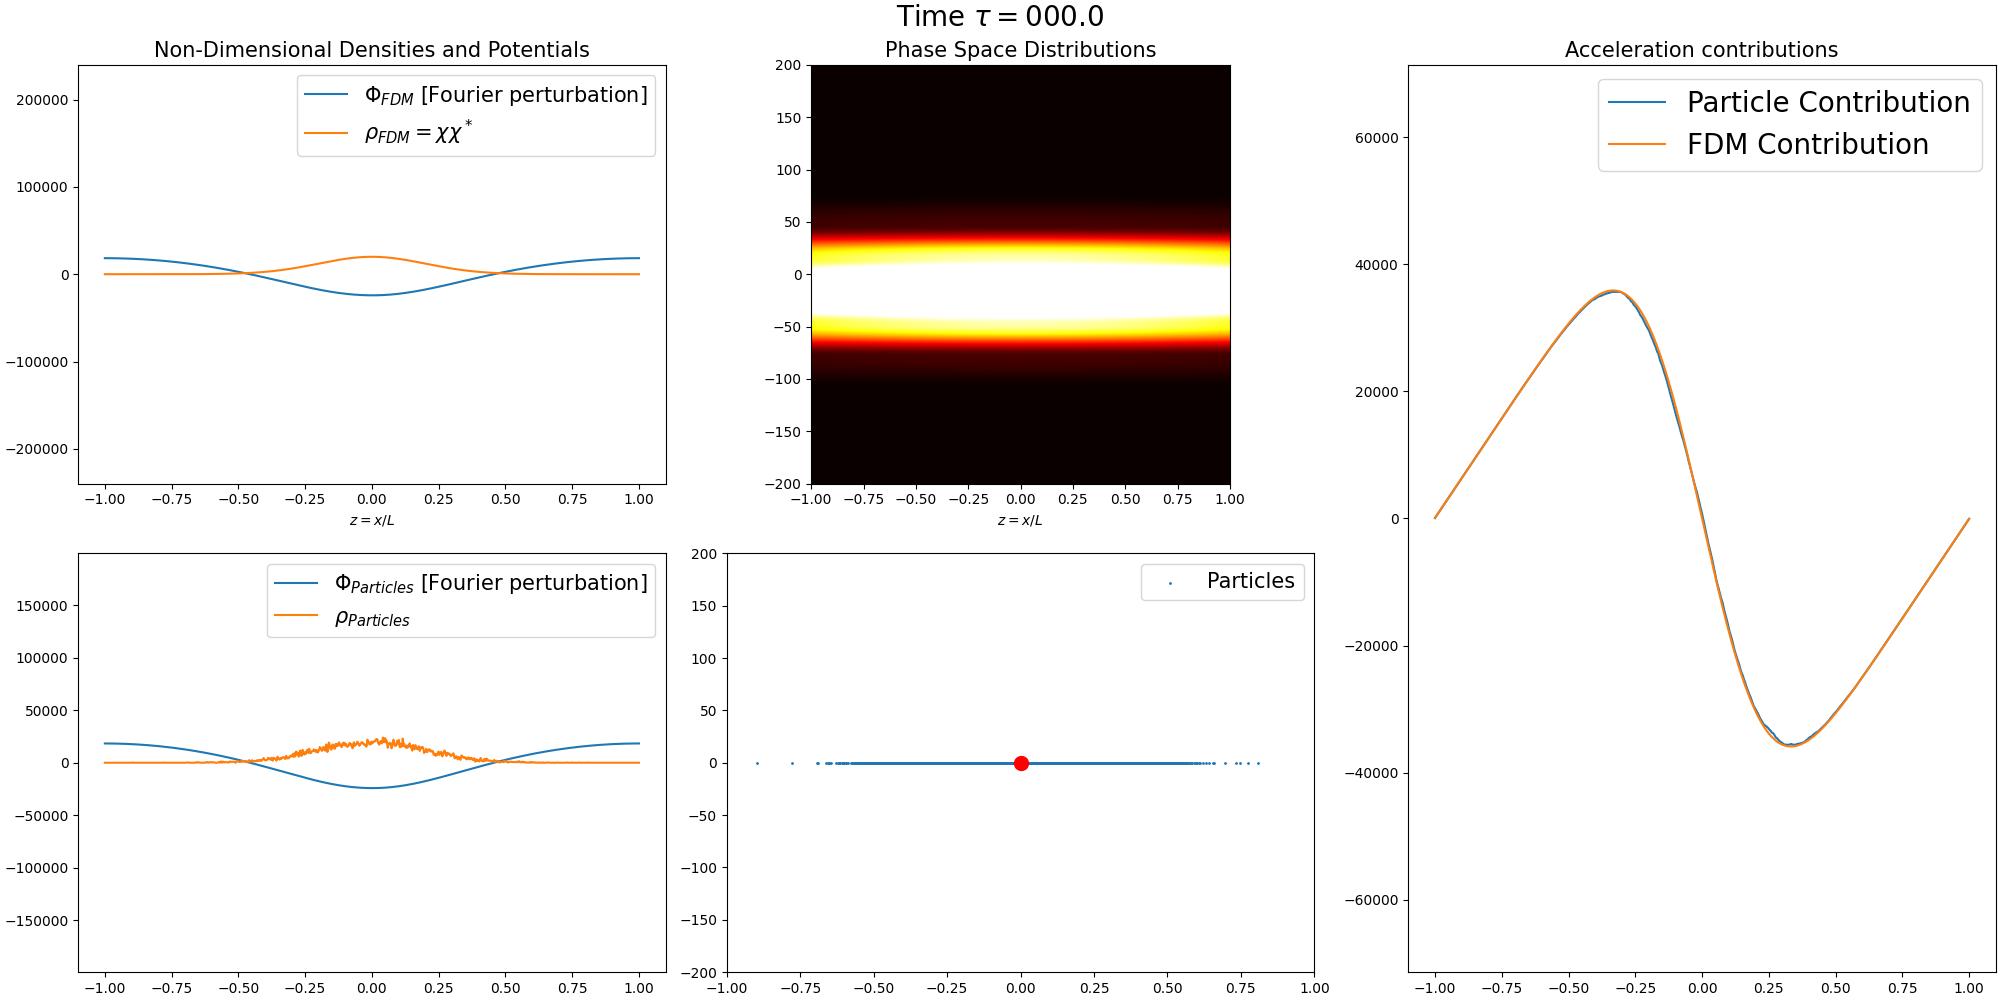 Time τ = 000.0
Non-Dimensional Densities and Potentials
Φ_FDM [Fourier perturbation]
ρ_FDM = χχ*
200000
100000
0
−100000
−200000
−1.00 −0.75 −0.50 −0.25 0.00 0.25 0.50 0.75 1.00
z = x/L
Phase Space Distributions
200
150
100
50
0
−50
−100
−150
−200
−1.00 −0.75 −0.50 −0.25 0.00 0.25 0.50 0.75 1.00
z = x/L
Acceleration contributions
Particle Contribution
FDM Contribution
60000
40000
20000
0
−20000
−40000
−60000
−1.00 −0.75 −0.50 −0.25 0.00 0.25 0.50 0.75 1.00
Φ_Particles [Fourier perturbation]
ρ_Particles
150000
100000
50000
0
−50000
−100000
−150000
−1.00 −0.75 −0.50 −0.25 0.00 0.25 0.50 0.75 1.00
Particles
200
150
100
50
0
−50
−100
−150
−200
−1.00 −0.75 −0.50 −0.25 0.00 0.25 0.50 0.75 1.00